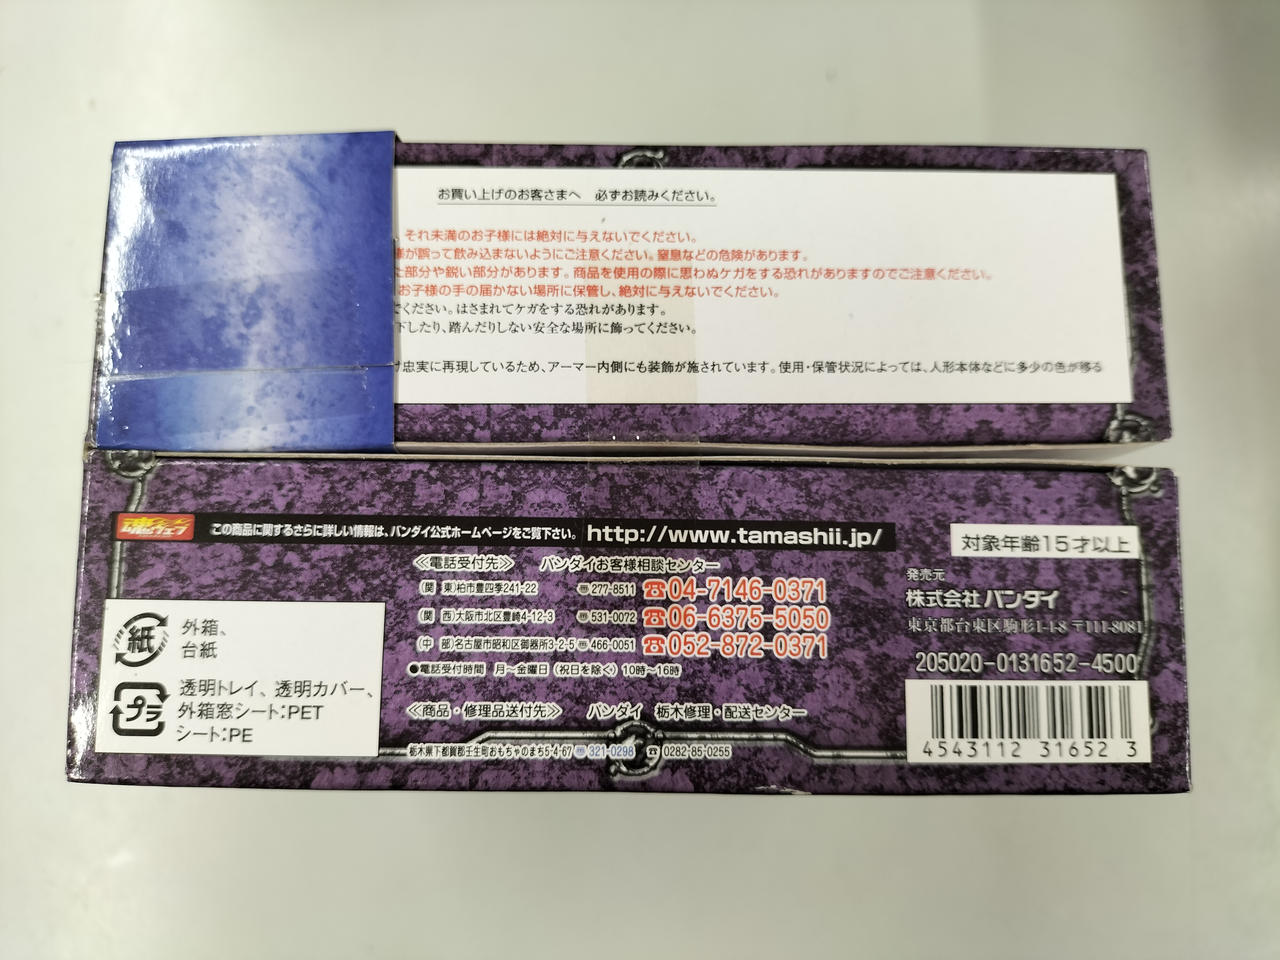 お買い上げのお客さまへ 必ずお読みください。
、それ未満のお子様には絶対に与えないでください。
様が誤って飲み込まないようにご注意ください。窒息などの危険があります。
た部分や鋭い部分があります。商品を使用の際に思わぬケガをする恐れがありますのでご注意ください。
お子様の手の届かない場所に保管し、絶対に与えないでください。
でください。はさまれてケガをする恐れがあります。
下したり、踏んだりしない安全な場所に飾ってください。
け忠実に再現しているため、アーマー内側にも装飾が施されています。使用・保管状況によっては、人形本体などに多少の色が移る
魂ウェブ この商品に関するさらに詳しい情報は、バンダイ公式ホームページをご覧下さい。 http://www.tamashii.jp/
対象年齢15才以上
≪電話受付先≫ バンダイお客様相談センター
(関 東)柏市豊四季241-22 〠277-8511 ☎04-7146-0371
(関 西)大阪市北区豊崎4-12-3 〠531-0072 ☎06-6375-5050
(中 部)名古屋市昭和区御器所3-2-5 〠466-0051 ☎052-872-0371
●電話受付時間 月〜金曜日(祝日を除く)10時〜16時
≪商品・修理品送付先≫ バンダイ 栃木修理・配送センター
栃木県下都賀郡壬生町おもちゃのまち5-4-67 〠321-0298 ☎0282-85-0255
発売元
株式会社 バンダイ
東京都台東区駒形1-4-8 〒111-8081
205020-0131652-4500
4543112 31652 3
紙
外箱、
台紙
プラ
透明トレイ、透明カバー、
外箱窓シート:PET
シート:PE